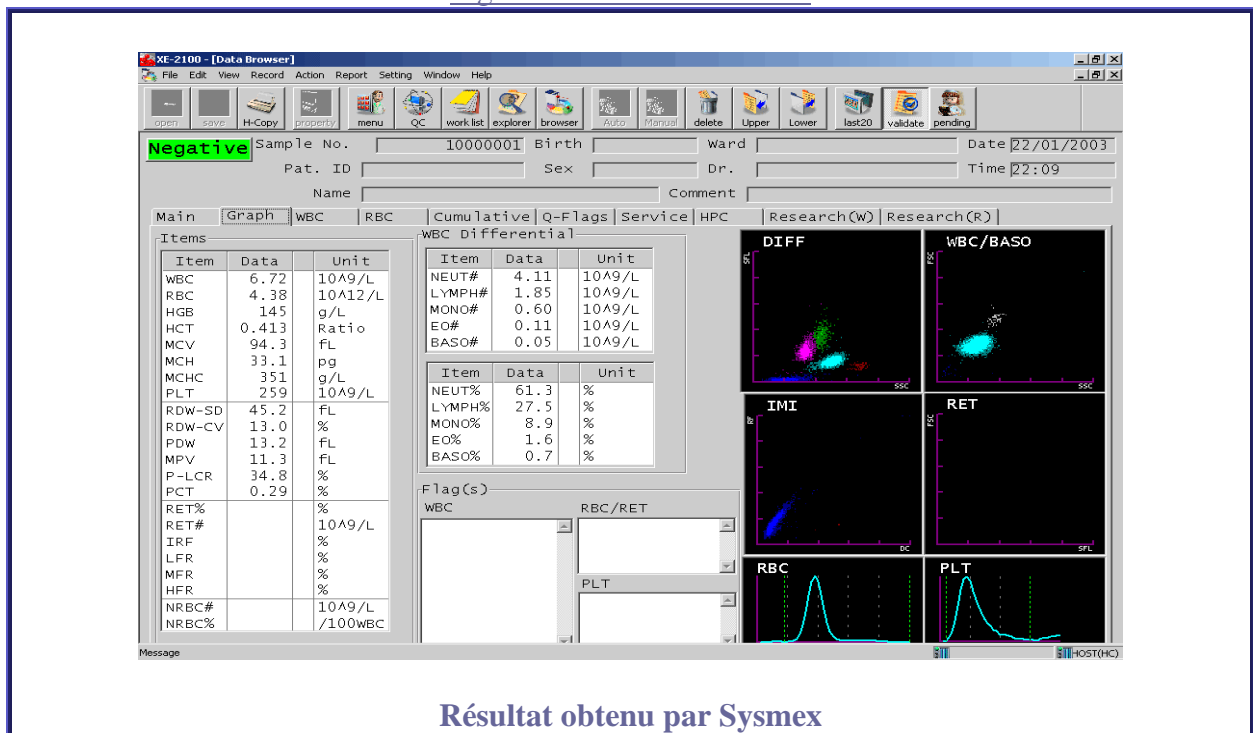 XE-2100 - [Data Browser]
File Edit View Record Action Report Setting Window Help
open save H-Copy property menu QC work list explorer browser Auto Manual delete Upper Lower last20 validate pending
Negative Sample No. 10000001 Birth Ward Date 22/01/2003
Pat. ID Sex Dr. Time 22:09
Name Comment
Main Graph WBC RBC Cumulative Q-Flags Service HPC Research(W) Research(R)
Items
Item Data Unit
WBC 6.72 10^9/L
RBC 4.38 10^12/L
HGB 145 g/L
HCT 0.413 Ratio
MCV 94.3 fL
MCH 33.1 pg
MCHC 351 g/L
PLT 259 10^9/L
RDW-SD 45.2 fL
RDW-CV 13.0 %
PDW 13.2 fL
MPV 11.3 fL
P-LCR 34.8 %
PCT 0.29 %
RET% %
RET# 10^9/L
IRF %
LFR %
MFR %
HFR %
NRBC# 10^9/L
NRBC% /100WBC
WBC Differential
Item Data Unit
NEUT# 4.11 10^9/L
LYMPH# 1.85 10^9/L
MONO# 0.60 10^9/L
EO# 0.11 10^9/L
BASO# 0.05 10^9/L
Item Data Unit
NEUT% 61.3 %
LYMPH% 27.5 %
MONO% 8.9 %
EO% 1.6 %
BASO% 0.7 %
Flag(s)
WBC RBC/RET
PLT
DIFF
SFL
SSC
WBC/BASO
FSC
SSC
IMI
RF
DC
RET
FSC
SFL
RBC
PLT
Message HOST(HC)
Résultat obtenu par Sysmex